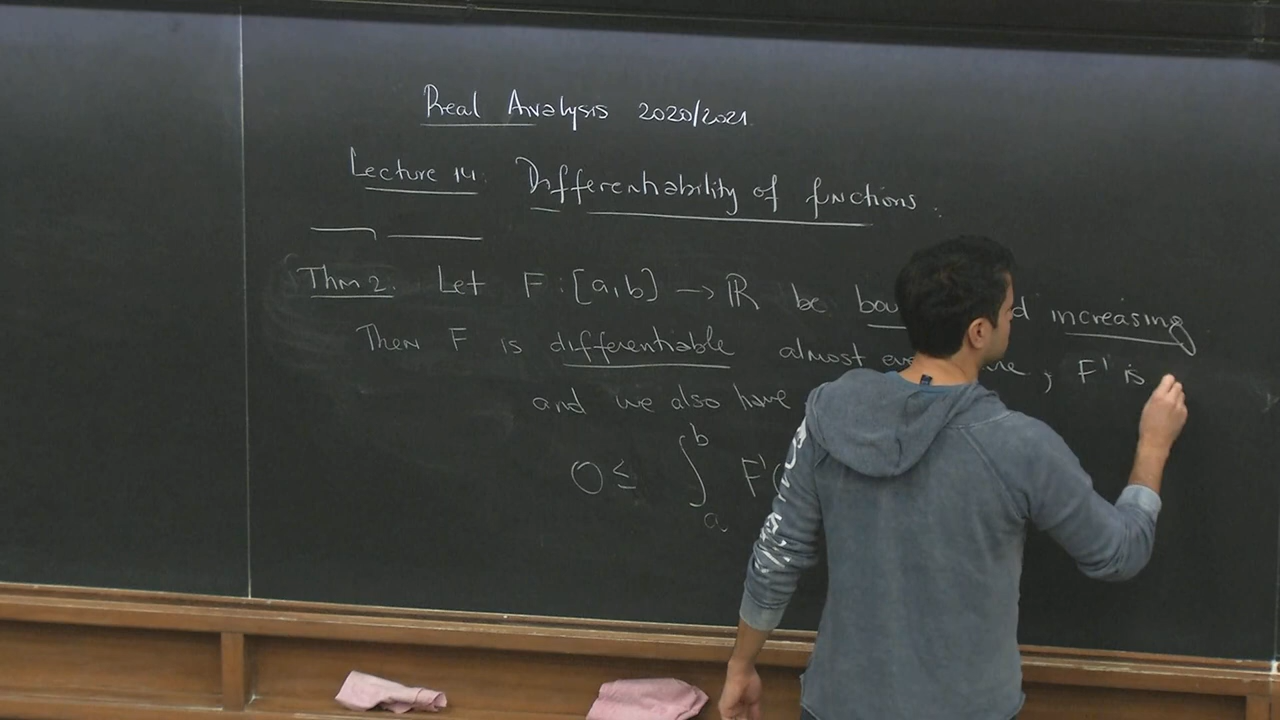 Real Analysis 2020/2021
Lecture 14: Differentiability of functions.
Thm 2. Let F : [a,b] → ℝ be increasing
Then F is differentiable almost ; F' is
and we also have
0 ≤ ∫_a^b F'(